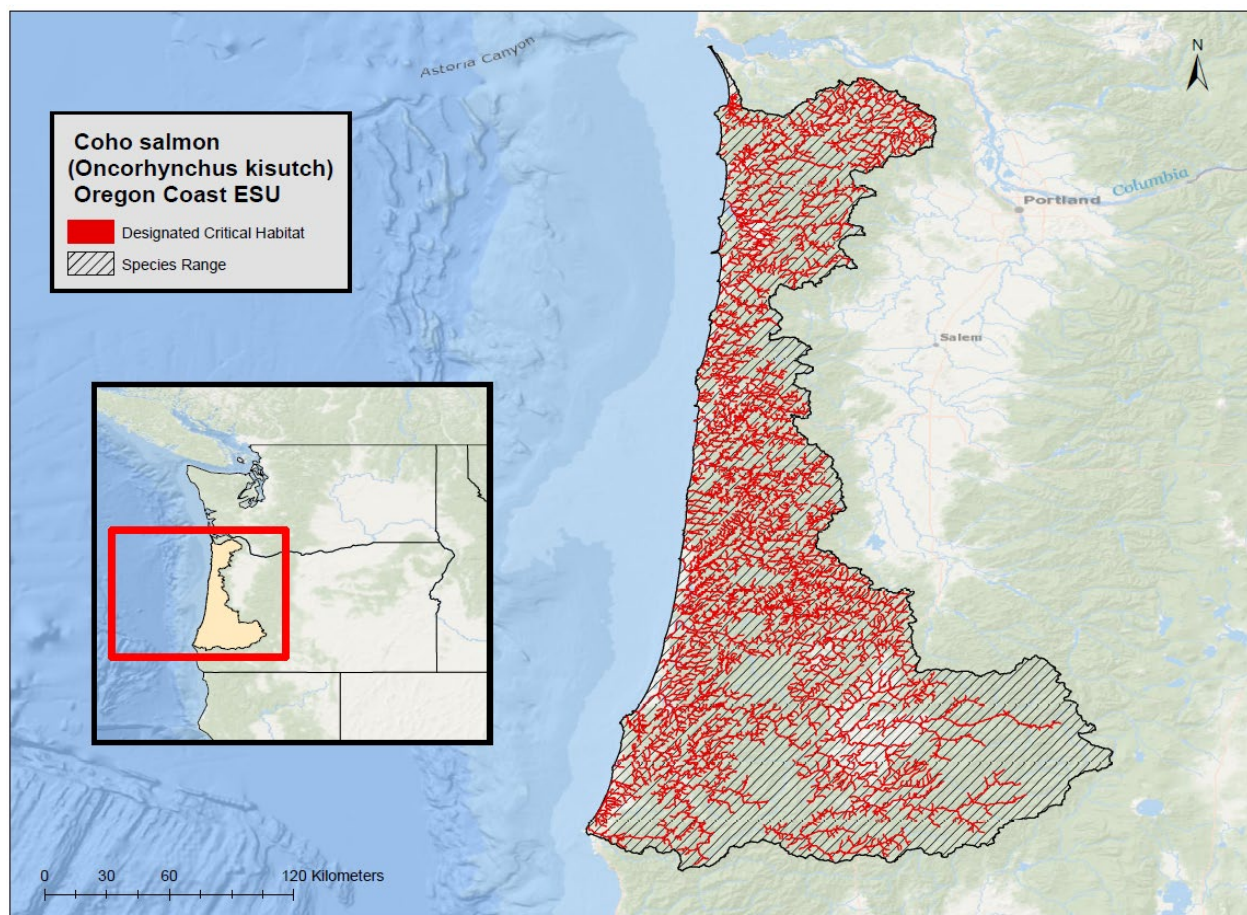 Astoria Canyon
N
Coho salmon
(Oncorhynchus kisutch)
Oregon Coast ESU
Designated Critical Habitat
Species Range
Columbia
Portland
Salem
0 30 60 120 Kilometers